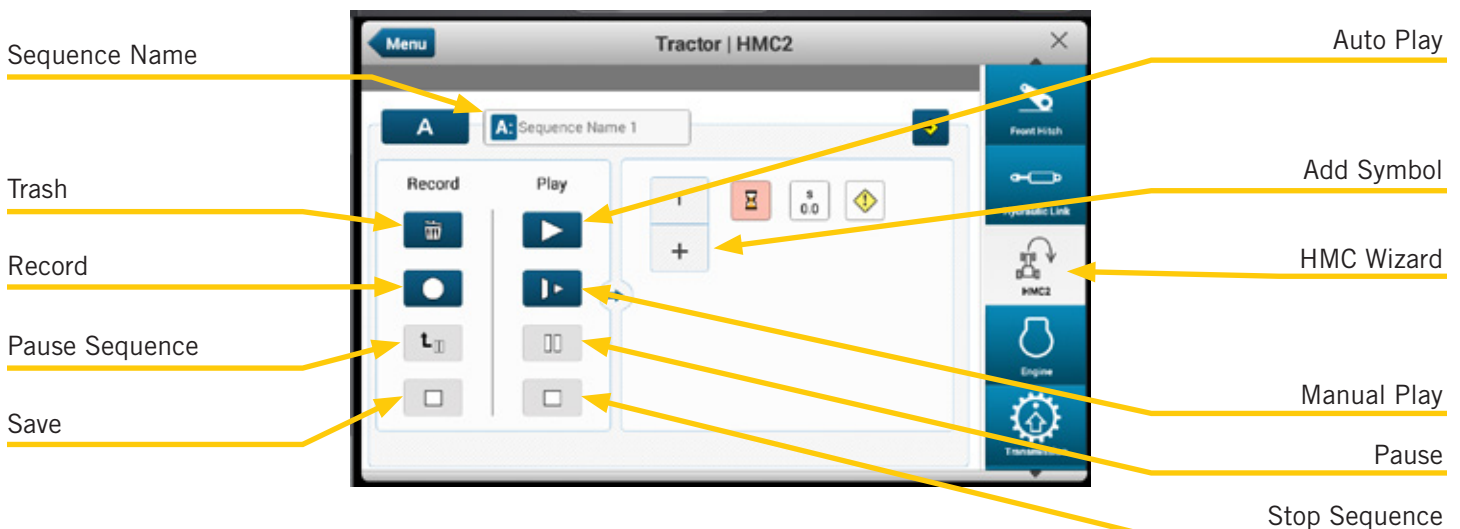 Sequence Name
Trash
Record
Pause Sequence
Save
Menu
Tractor | HMC2
A
A: Sequence Name 1
Record
Play
1
s
0.0
+
Front Hitch
Hydraulic Link
HMC2
Engine
Transmission
Auto Play
Add Symbol
HMC Wizard
Manual Play
Pause
Stop Sequence